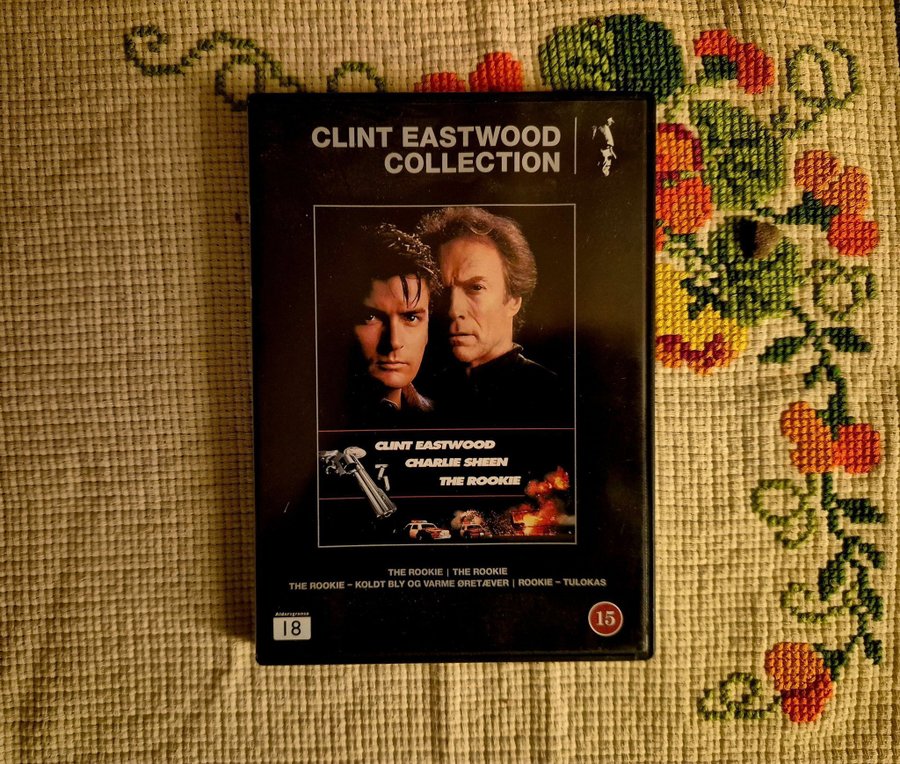 CLINT EASTWOOD
COLLECTION
CLINT EASTWOOD
CHARLIE SHEEN
THE ROOKIE
THE ROOKIE | THE ROOKIE
THE ROOKIE – KOLDT BLY OG VARME ØRETÆVER | ROOKIE – TULOKAS
Aldersgrense
18
15